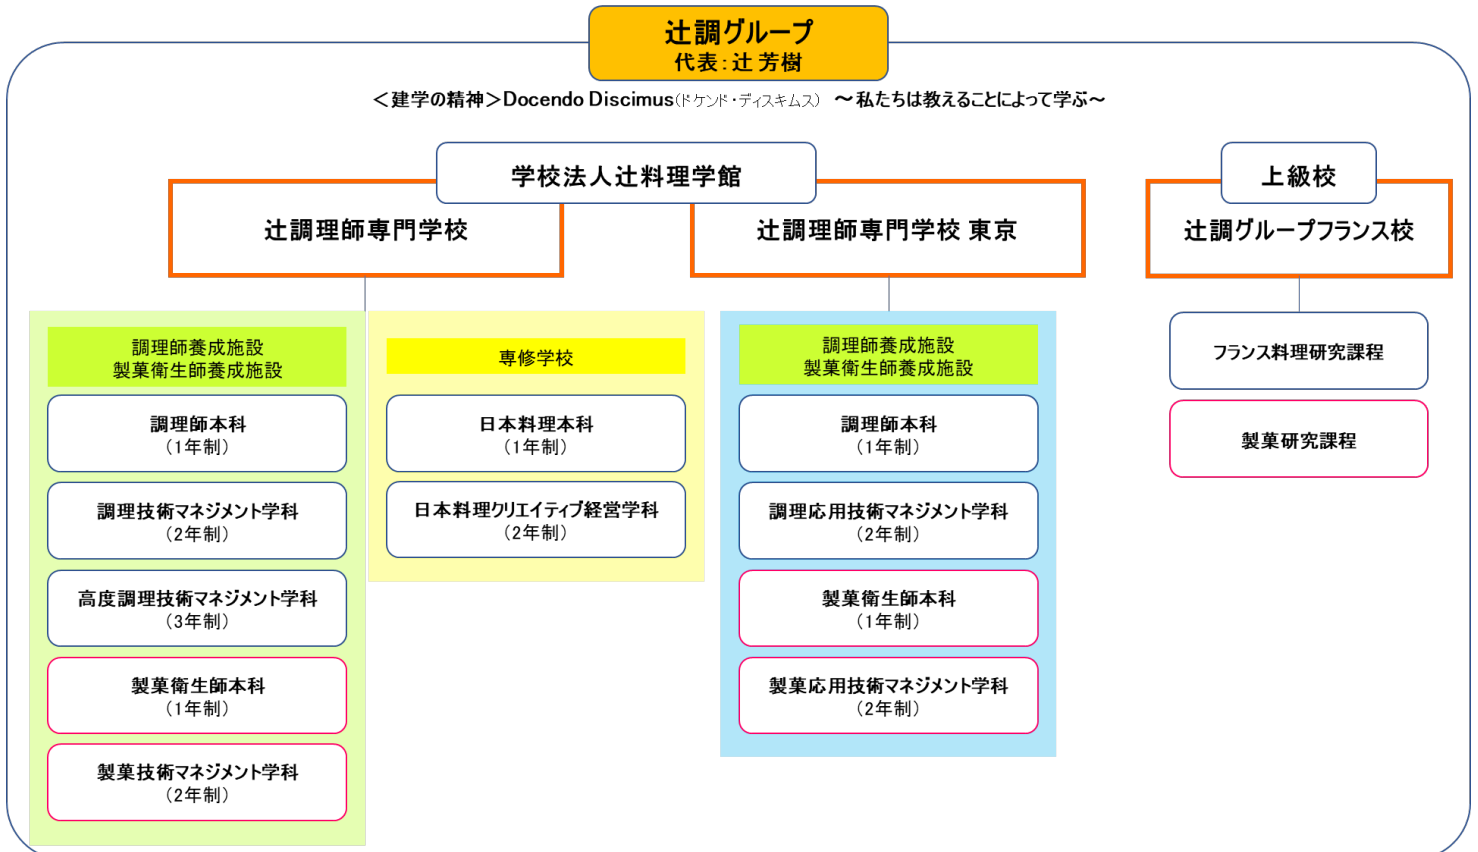 辻調グループ
代表：辻 芳樹
＜建学の精神＞Docendo Discimus（ドケンド・ディスキムス） ～私たちは教えることによって学ぶ～
学校法人辻料理学館
辻調理師専門学校
辻調理師専門学校 東京
上級校
辻調グループフランス校
調理師養成施設
製菓衛生師養成施設
調理師本科
（1年制）
調理技術マネジメント学科
（2年制）
高度調理技術マネジメント学科
（3年制）
製菓衛生師本科
（1年制）
製菓技術マネジメント学科
（2年制）
専修学校
日本料理本科
（1年制）
日本料理クリエイティブ経営学科
（2年制）
調理師養成施設
製菓衛生師養成施設
調理師本科
（1年制）
調理応用技術マネジメント学科
（2年制）
製菓衛生師本科
（1年制）
製菓応用技術マネジメント学科
（2年制）
フランス料理研究課程
製菓研究課程